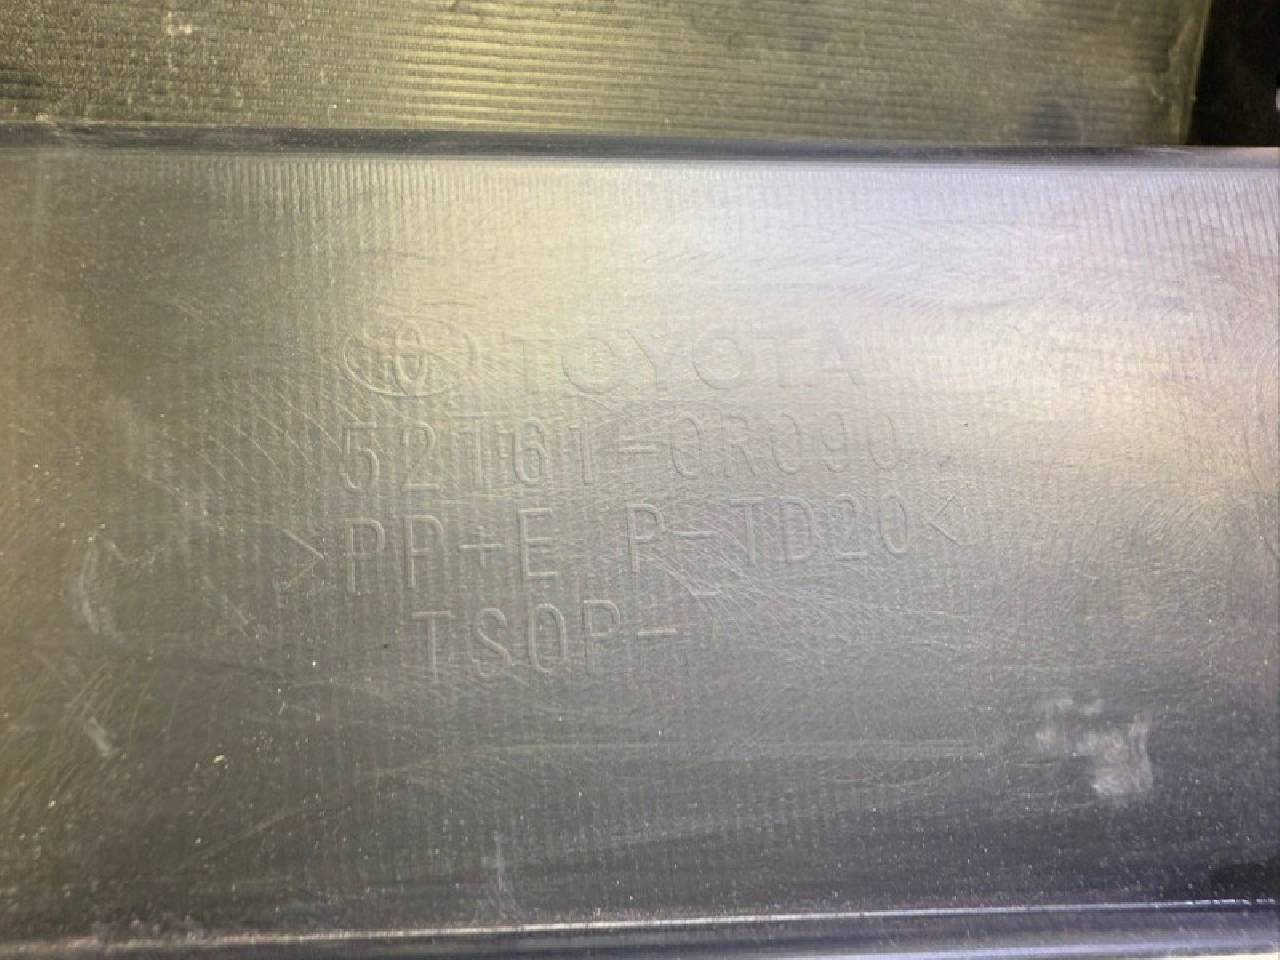 TOYOTA
52161-0R090
>PP+E P-TD20<
TSOP-